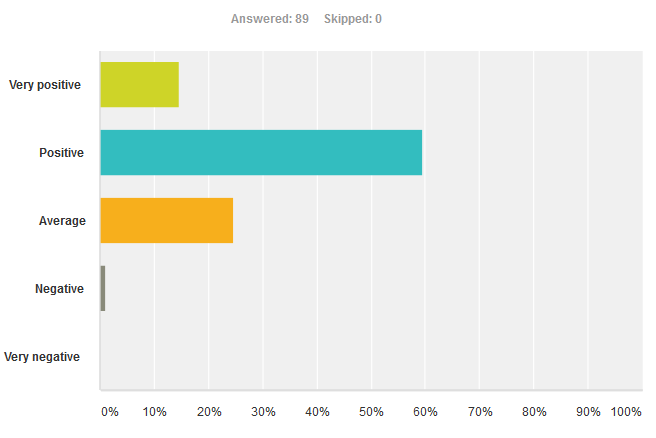 Answered: 89 Skipped: 0
Very positive
Positive
Average
Negative
Very negative
0% 10% 20% 30% 40% 50% 60% 70% 80% 90% 100%